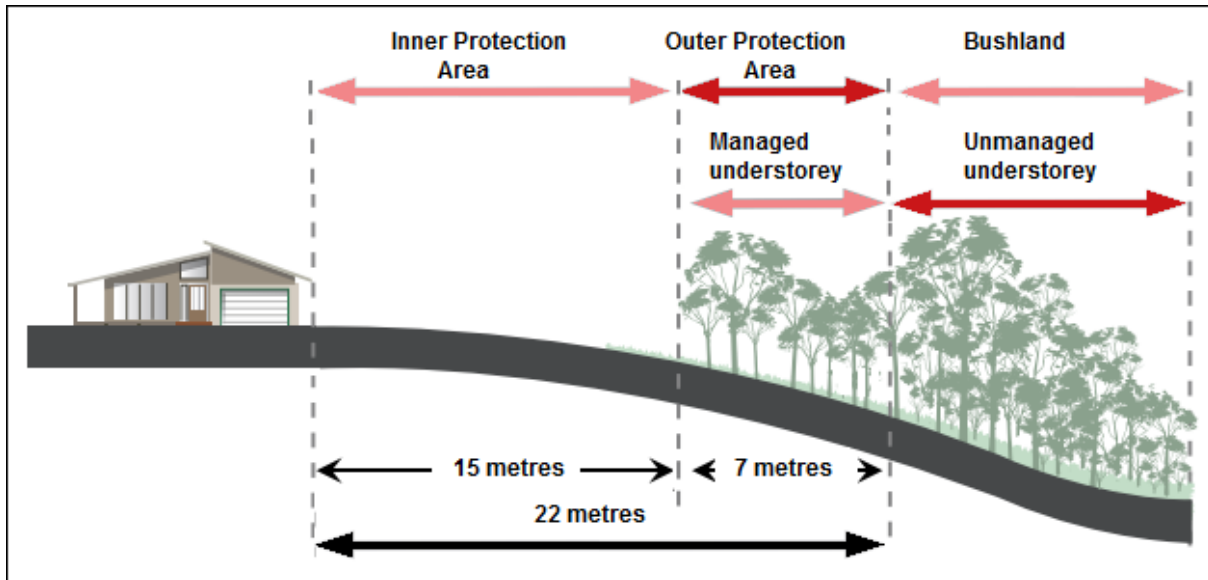 Inner Protection
Area
Outer Protection
Area
Bushland
Managed
understorey
Unmanaged
understorey
15 metres
7 metres
22 metres